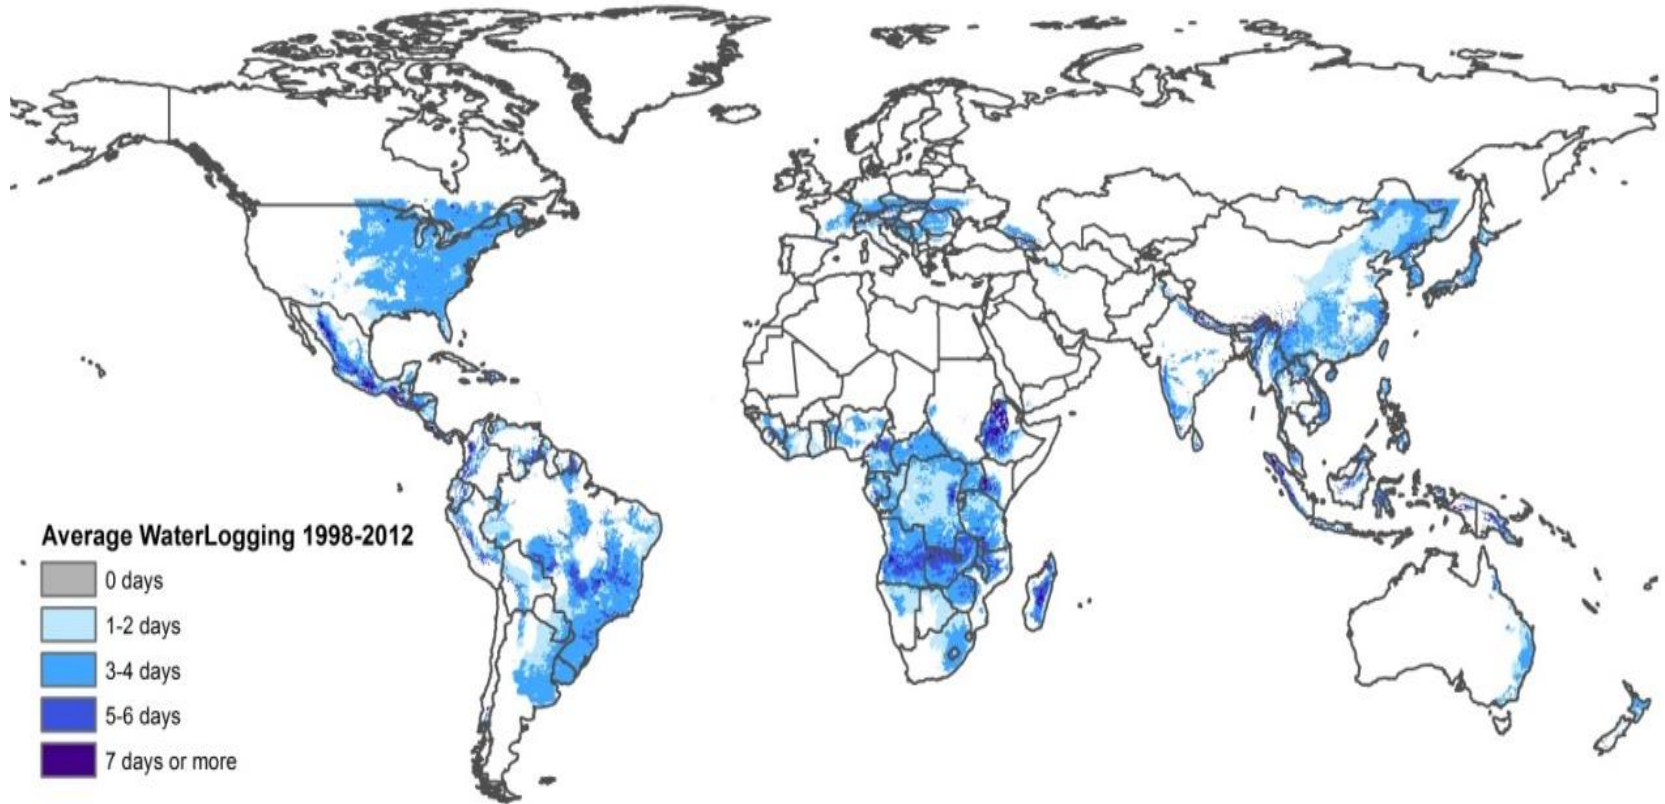 Average WaterLogging 1998-2012
0 days
1-2 days
3-4 days
5-6 days
7 days or more